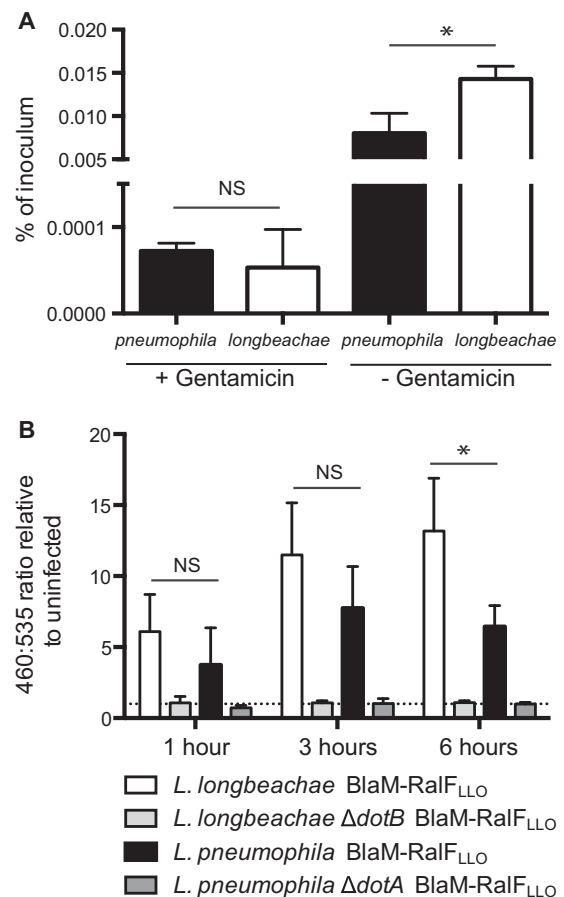 A
% of inoculum
0.020
0.015
0.010
0.005
0.0001
0.0000
NS
*
pneumophila longbeachae pneumophila longbeachae
+ Gentamicin - Gentamicin
B
460:535 ratio relative
to uninfected
20
15
10
5
0
NS
NS
*
1 hour 3 hours 6 hours
L. longbeachae BlaM-RalFLLO
L. longbeachae ΔdotB BlaM-RalFLLO
L. pneumophila BlaM-RalFLLO
L. pneumophila ΔdotA BlaM-RalFLLO